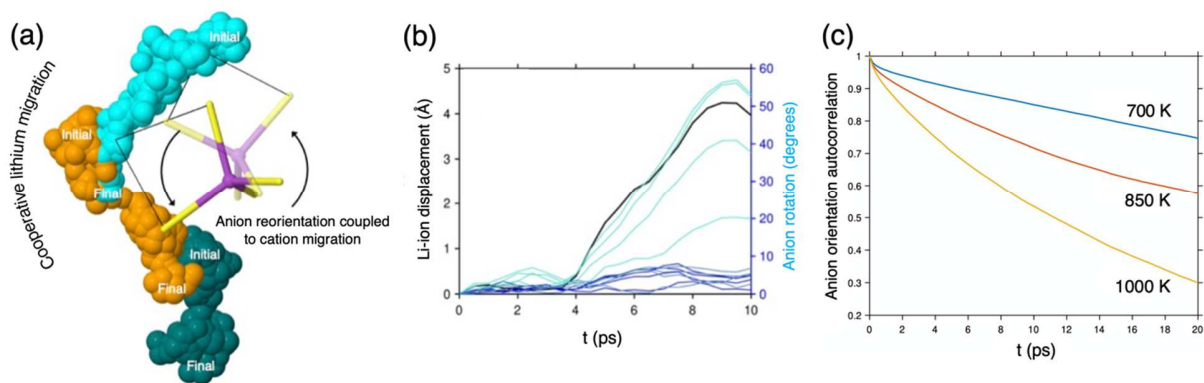 (a)
Cooperative lithium migration
Initial
Initial
Final
Initial
Final
Final
Anion reorientation coupled
to cation migration
(b)
Li-ion displacement (Å)
5
4
3
2
1
0
0 2 4 6 8 10
t (ps)
60
50
40
30
20
10
0
Anion rotation (degrees)
(c)
Anion orientation autocorrelation
1
0.9
0.8
0.7
0.6
0.5
0.4
0.3
0.2
700 K
850 K
1000 K
0 2 4 6 8 10 12 14 16 18 20
t (ps)